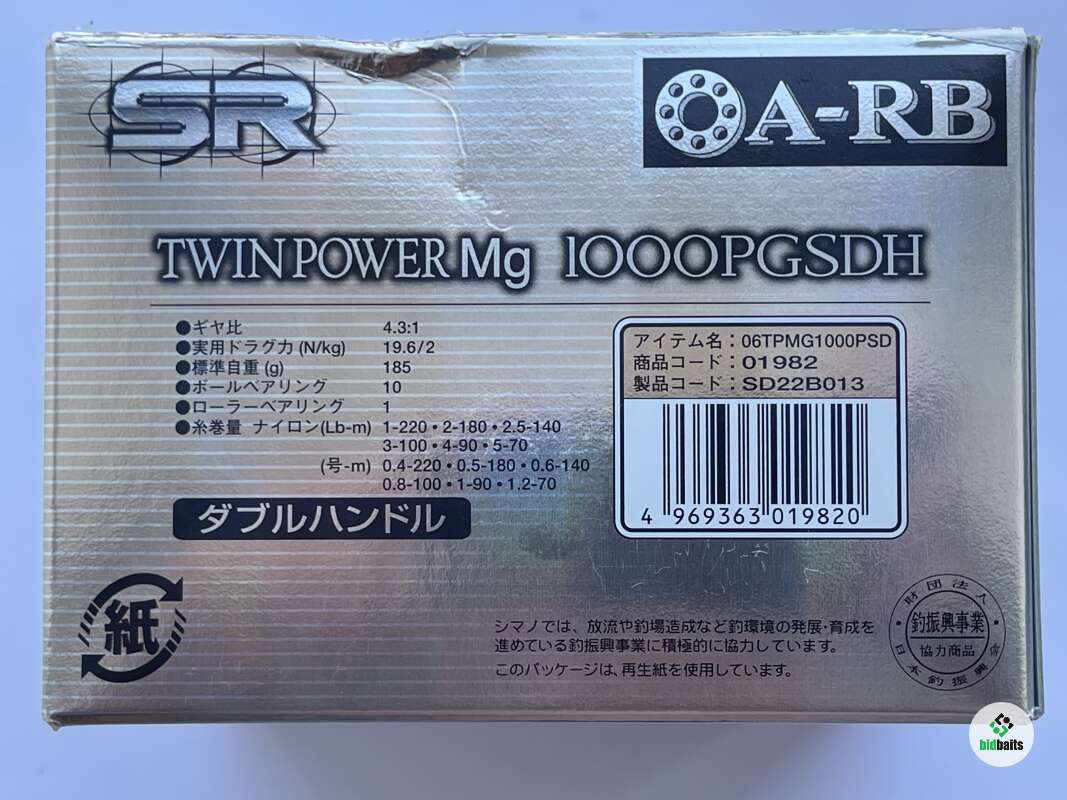 SR
A-RB
TWINPOWER Mg 1000PGSDH
●ギヤ比 4.3:1
●実用ドラグ力 (N/kg) 19.6/2
●標準自重 (g) 185
●ボールベアリング 10
●ローラーベアリング 1
●糸巻量 ナイロン(Lb-m) 1-220・2-180・2.5-140
3-100・4-90・5-70
(号-m) 0.4-220・0.5-180・0.6-140
0.8-100・1-90・1.2-70
ダブルハンドル
アイテム名：06TPMG1000PSD
商品コード：01982
製品コード：SD22B013
4 969363 019820
紙
シマノでは、放流や釣場造成など釣環境の発展・育成を
進めている釣振興事業に積極的に協力しています。
このパッケージは、再生紙を使用しています。
財団法人
釣振興事業
協力商品
日本釣振興会
bidbaits